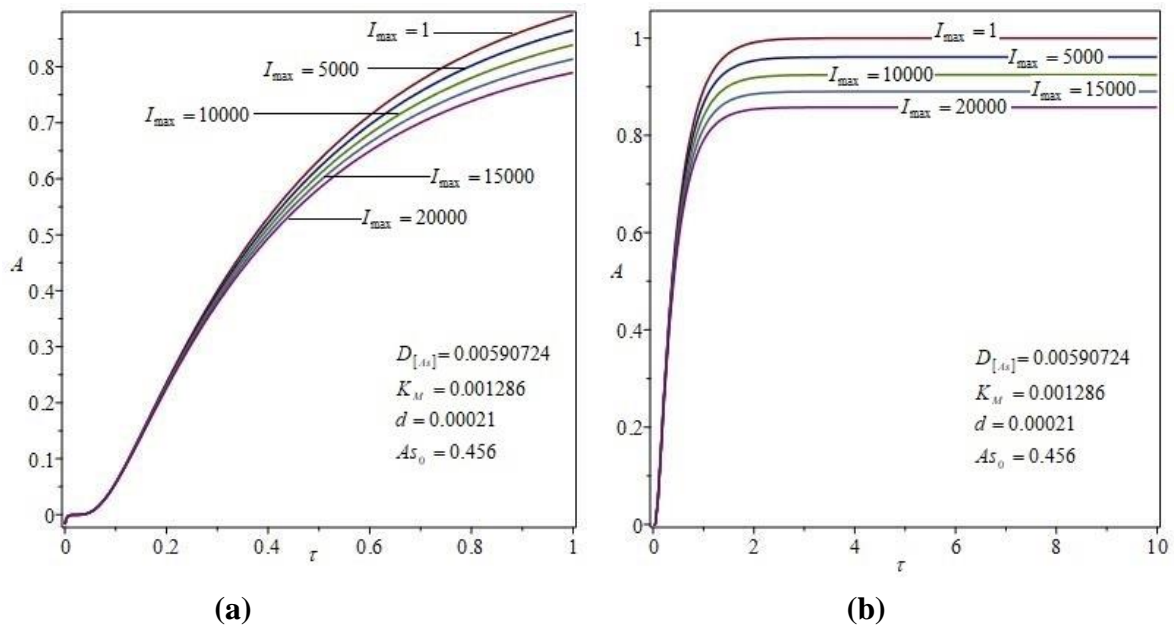 I_max = 1
I_max = 5000
I_max = 10000
I_max = 15000
I_max = 20000
D_[As] = 0.00590724
K_M = 0.001286
d = 0.00021
As_0 = 0.456
A
0.8
0.7
0.6
0.5
0.4
0.3
0.2
0.1
0
0 0.2 0.4 0.6 0.8 1
τ
(a)
I_max = 1
I_max = 5000
I_max = 10000
I_max = 15000
I_max = 20000
D_[As] = 0.00590724
K_M = 0.001286
d = 0.00021
As_0 = 0.456
A
1
0.8
0.6
0.4
0.2
0
0 2 4 6 8 10
τ
(b)